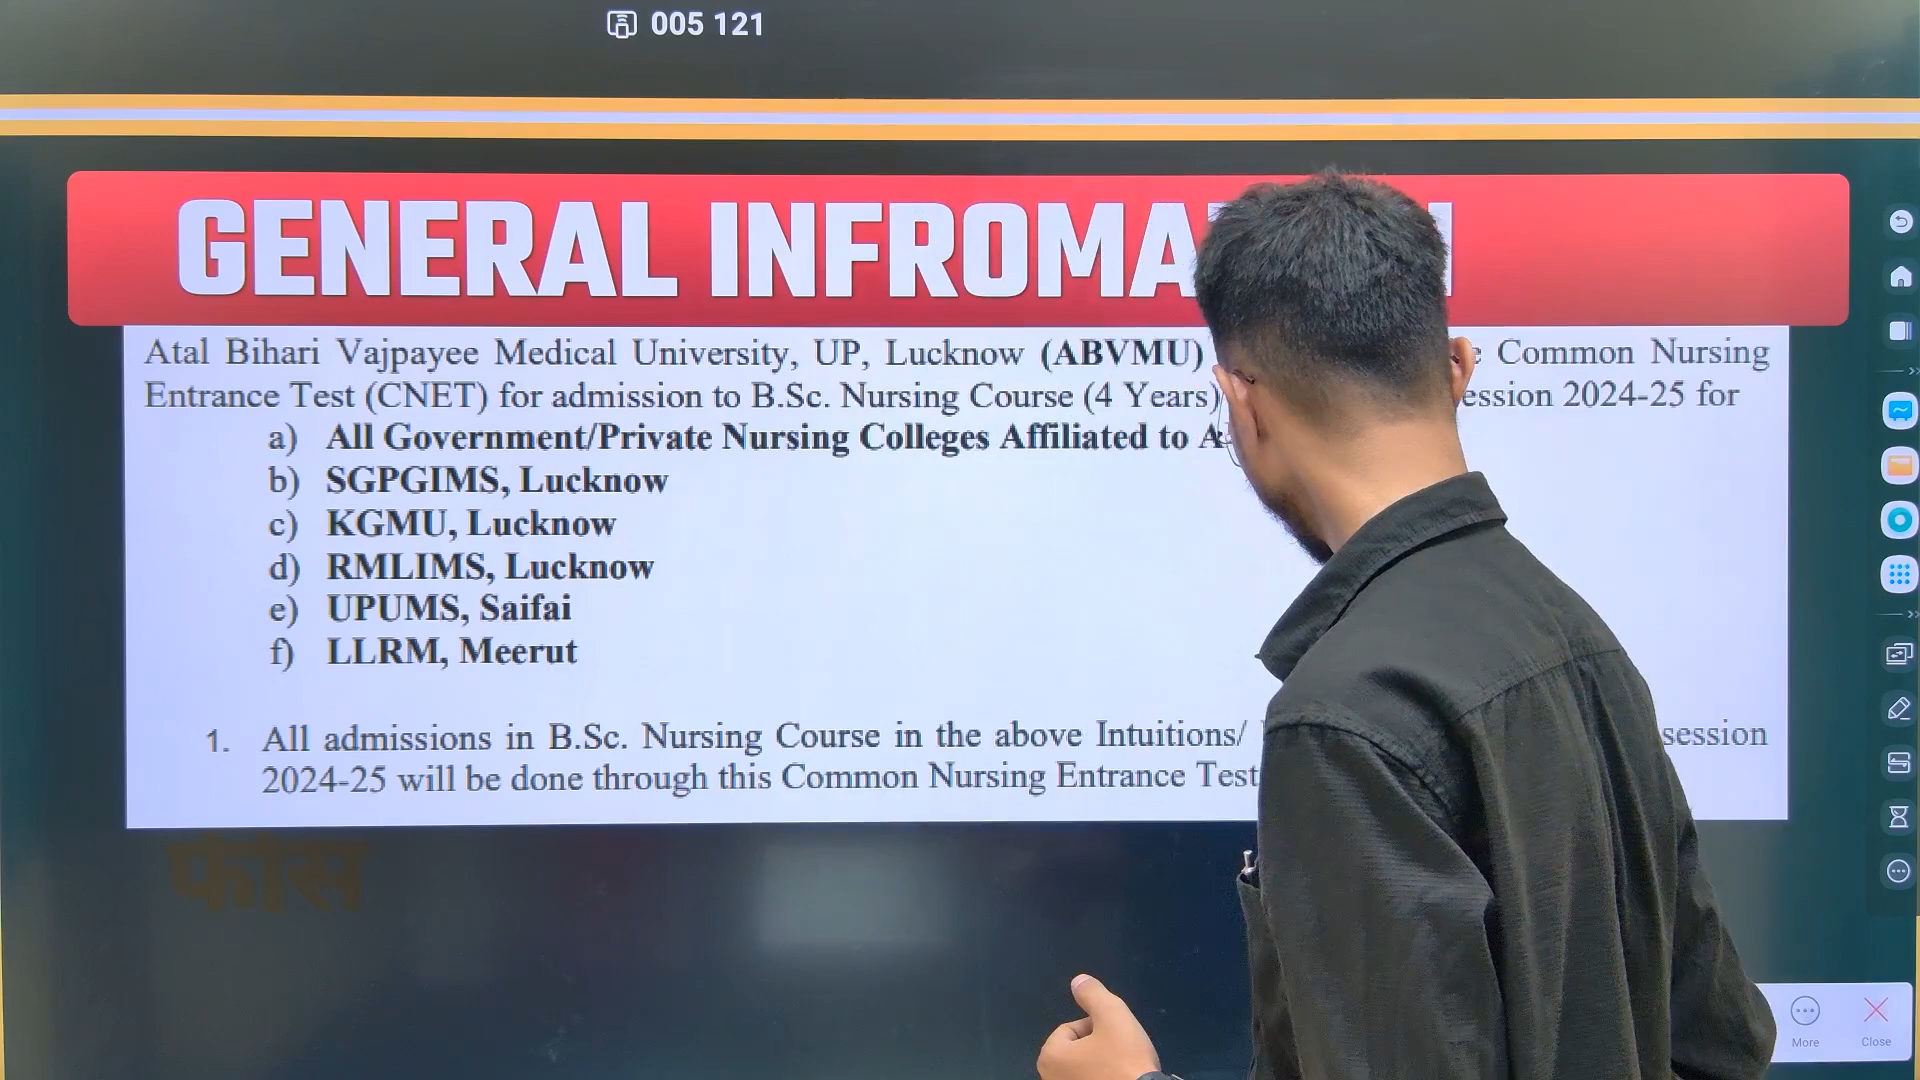 005 121
GENERAL INFROMA
Atal Bihari Vajpayee Medical University, UP, Lucknow (ABVMU) Common Nursing
Entrance Test (CNET) for admission to B.Sc. Nursing Course (4 Years) 2024-25 for
a) All Government/Private Nursing Colleges Affiliated to
b) SGPGIMS, Lucknow
c) KGMU, Lucknow
d) RMLIMS, Lucknow
e) UPUMS, Saifai
f) LLRM, Meerut
1. All admissions in B.Sc. Nursing Course in the above Intuitions/ session
2024-25 will be done through this Common Nursing Entrance Test
More
Close